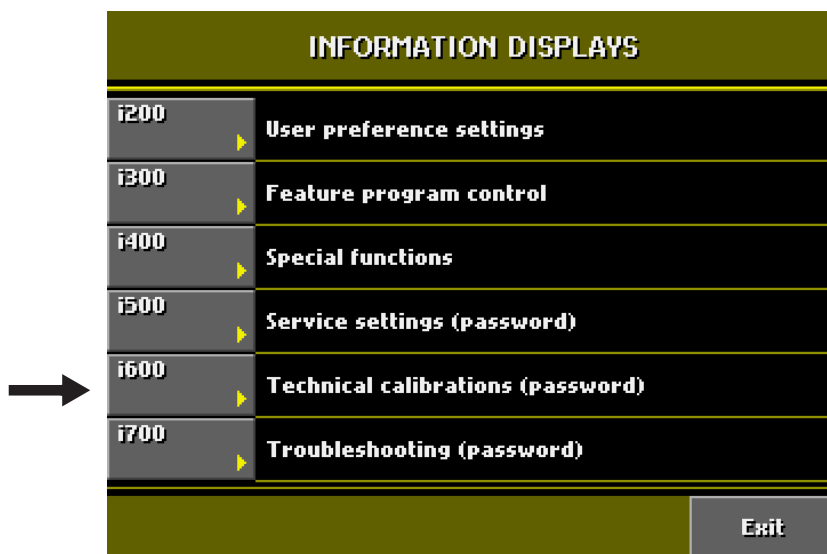 INFORMATION DISPLAYS
i200
User preference settings
i300
Feature program control
i400
Special functions
i500
Service settings (password)
i600
Technical calibrations (password)
i700
Troubleshooting (password)
Exit